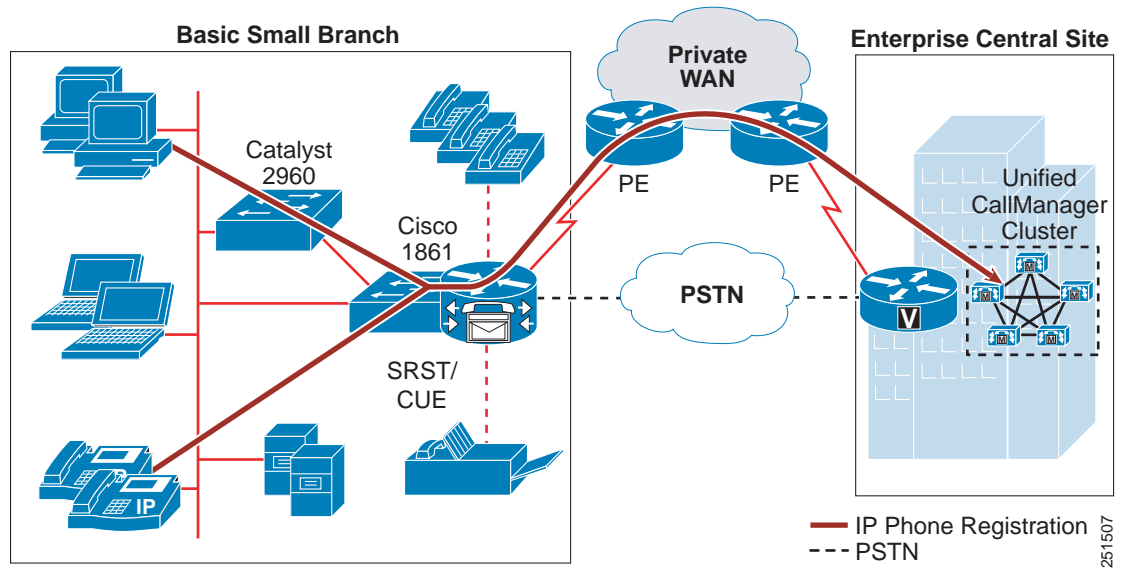 Basic Small Branch
Private
WAN
Enterprise Central Site
Catalyst
2960
Cisco
1861
PE
PE
Unified
CallManager
Cluster
M
M
M
M
M
PSTN
V
SRST/
CUE
IP
IP Phone Registration
PSTN
251507